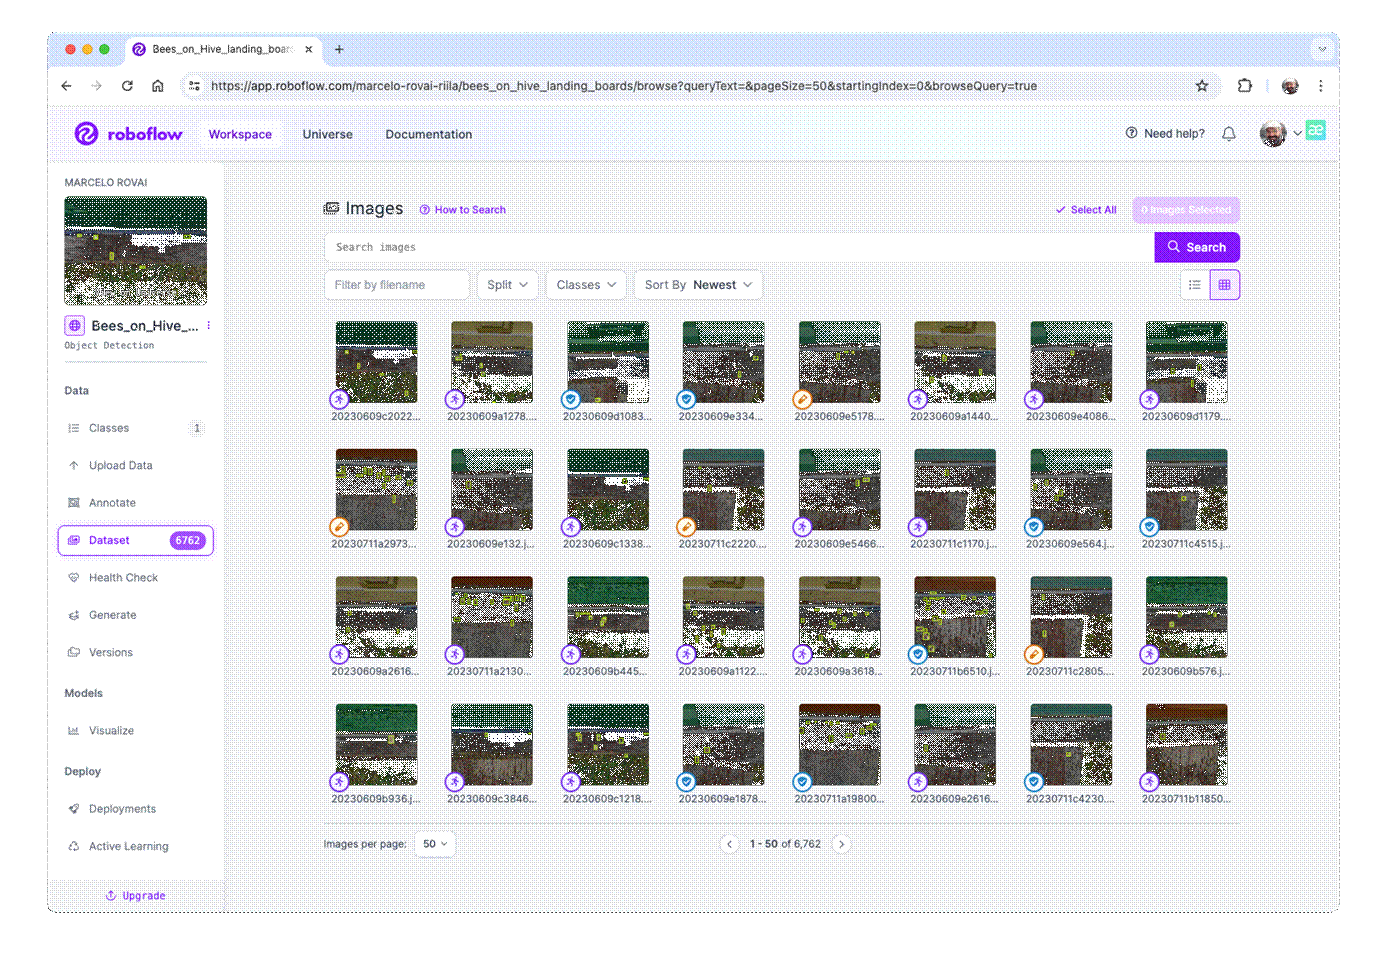 Bees_on_Hive_landing_boar
https://app.roboflow.com/marcelo-rovai-riila/bees_on_hive_landing_boards/browse?queryText=&pageSize=50&startingIndex=0&browseQuery=true
roboflow Workspace Universe Documentation Need help? æ
MARCELO ROVAI
Bees_on_Hive_...
Object Detection
Data
Classes 1
Upload Data
Annotate
Dataset 6762
Health Check
Generate
Versions
Models
Visualize
Deploy
Deployments
Active Learning
Upgrade
Images How to Search Select All 0 Images Selected
Search images Search
Filter by filename Split Classes Sort By Newest
20230609c2022... 20230609a1278.... 20230609d1083... 20230609e334... 20230609e5178... 20230609a1440... 20230609e4086... 20230609d1179...
20230711a2973... 20230609e132.j... 20230609c1338... 20230711c2220... 20230609e5466... 20230711c1170.j... 20230609e564.j... 20230711c4515.j...
20230609a2616... 20230711a2130... 20230609b445... 20230609a1122... 20230609a3618... 20230711b6510.j... 20230711c2805.... 20230609b576.j...
20230609b936.j... 20230609c3846... 20230609c1218.... 20230609e1878... 20230711a19800... 20230609e2616... 20230711c4230... 20230711b11850...
Images per page: 50 1 - 50 of 6,762